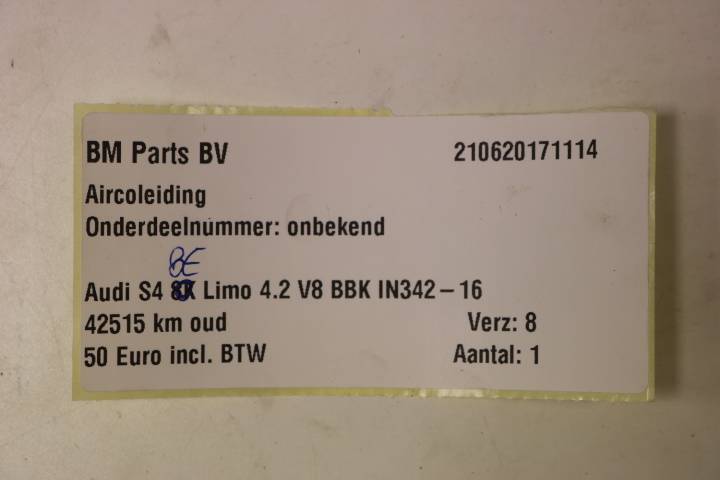 BM Parts BV 210620171114
Aircoleiding
Onderdeelnummer: onbekend
8E
Audi S4 Limo 4.2 V8 BBK IN342-16
42515 km oud Verz: 8
50 Euro incl. BTW Aantal: 1